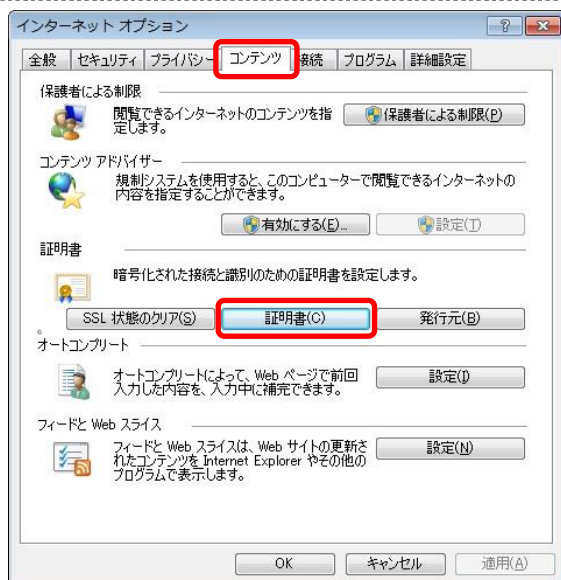 インターネット オプション
全般 セキュリティ プライバシー コンテンツ 接続 プログラム 詳細設定
保護者による制限
閲覧できるインターネットのコンテンツを指
定します。
保護者による制限(P)
コンテンツ アドバイザー
規制システムを使用すると、このコンピューターで閲覧できるインターネットの
内容を指定することができます。
有効にする(E)... 設定(T)
証明書
暗号化された接続と識別のための証明書を設定します。
SSL 状態のクリア(S) 証明書(C) 発行元(B)
オートコンプリート
オートコンプリートによって、Web ページで前回
入力した内容を、入力中に補完できます。
設定(I)
フィードと Web スライス
フィードと Web スライスは、Web サイトの更新さ
れたコンテンツを Internet Explorer やその他の
プログラムで表示します。
設定(N)
OK キャンセル 適用(A)